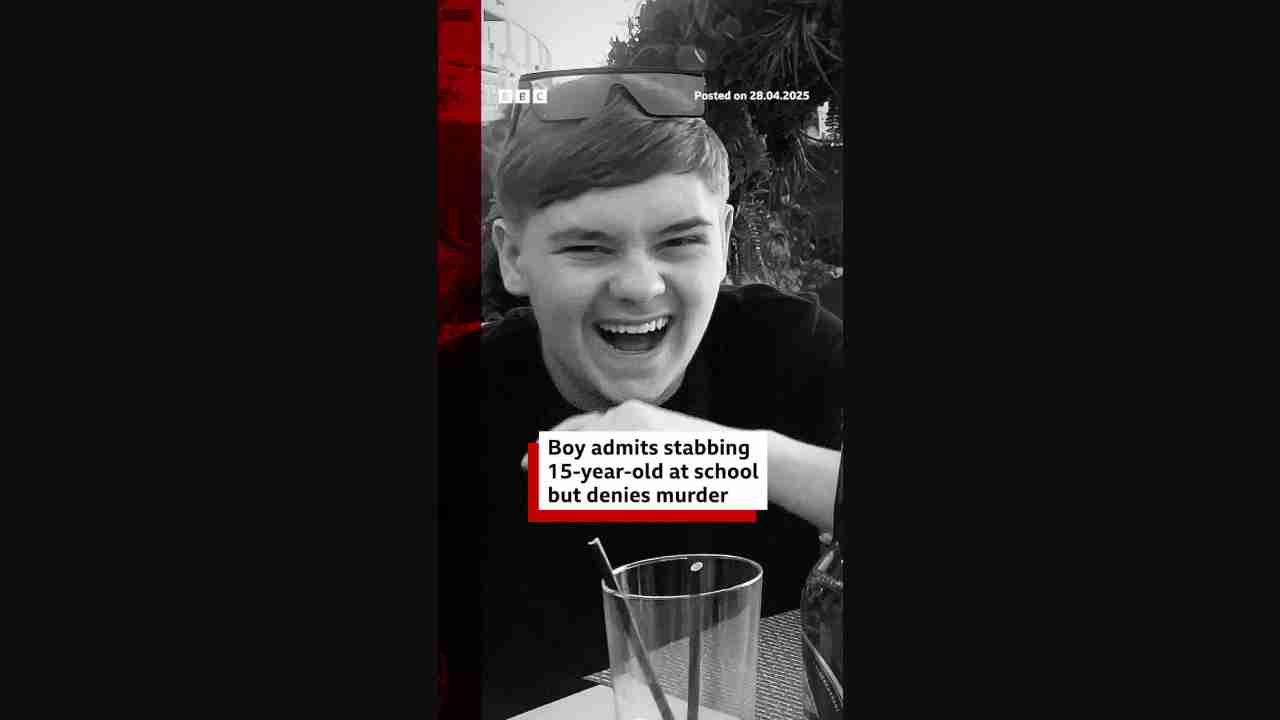 BBC
Posted on 28.04.2025
Boy admits stabbing
15-year-old at school
but denies murder